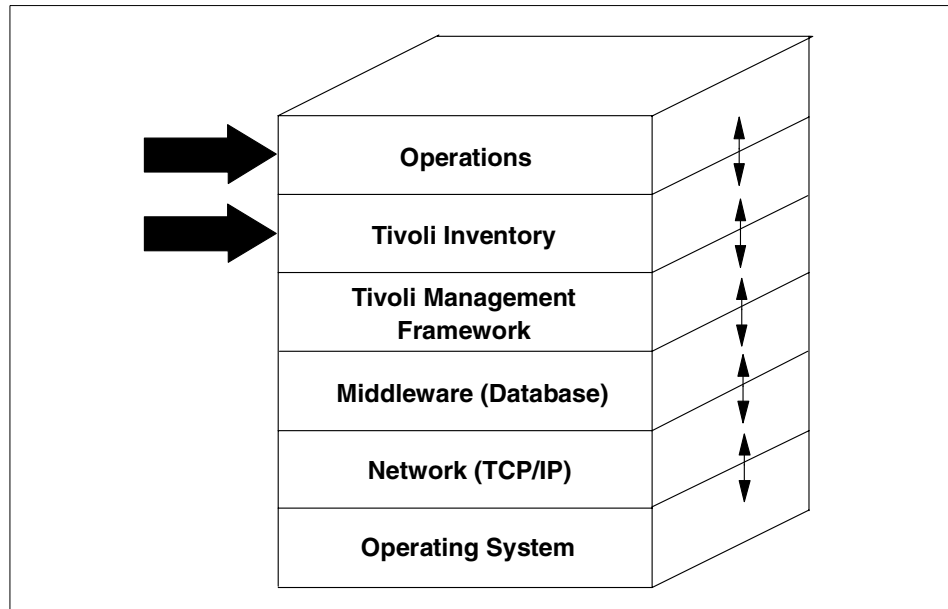 Operations
Tivoli Inventory
Tivoli Management
Framework
Middleware (Database)
Network (TCP/IP)
Operating System